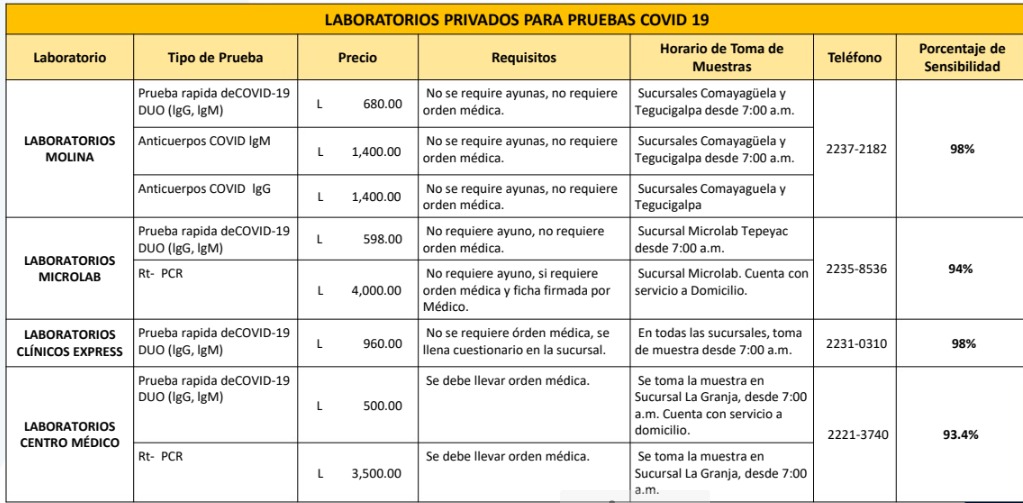 LABORATORIOS PRIVADOS PARA PRUEBAS COVID 19
Laboratorio
Tipo de Prueba
Precio
Requisitos
Horario de Toma de
Muestras
Teléfono
Porcentaje de
Sensibilidad
LABORATORIOS
MOLINA
Prueba rapida deCOVID-19
DUO (lgG, lgM)
L 680.00
No se require ayunas, no requiere
orden médica.
Sucursales Comayagüela y
Tegucigalpa desde 7:00 a.m.
Anticuerpos COVID lgM
L 1,400.00
No se require ayunas, no requiere
orden médica.
Sucursales Comayagüela y
Tegucigalpa desde 7:00 a.m.
Anticuerpos COVID lgG
L 1,400.00
No se require ayunas, no requiere
orden médica.
Sucursales Comayaguela y
Tegucigalpa
2237-2182
98%
LABORATORIOS
MICROLAB
Prueba rapida deCOVID-19
DUO (lgG, lgM)
L 598.00
No requiere ayuno, no requiere
orden médica.
Sucursal Microlab Tepeyac
desde 7:00 a.m.
Rt- PCR
L 4,000.00
No requiere ayuno, si requiere
orden médica y ficha firmada por
Médico.
Sucursal Microlab. Cuenta con
servicio a Domicilio.
2235-8536
94%
LABORATORIOS
CLÍNICOS EXPRESS
Prueba rapida deCOVID-19
DUO (lgG, lgM)
L 960.00
No se requiere órden médica, se
llena cuestionario en la sucursal.
En todas las sucursales, toma
de muestra desde 7:00 a.m.
2231-0310
98%
LABORATORIOS
CENTRO MÉDICO
Prueba rapida deCOVID-19
DUO (lgG, lgM)
L 500.00
Se debe llevar orden médica.
Se toma la muestra en
Sucursal La Granja, desde 7:00
a.m. Cuenta con servicio a
domicilio.
Rt- PCR
L 3,500.00
Se debe llevar orden médica.
Se toma la muestra en
Sucursal La Granja, desde 7:00
a.m.
2221-3740
93.4%